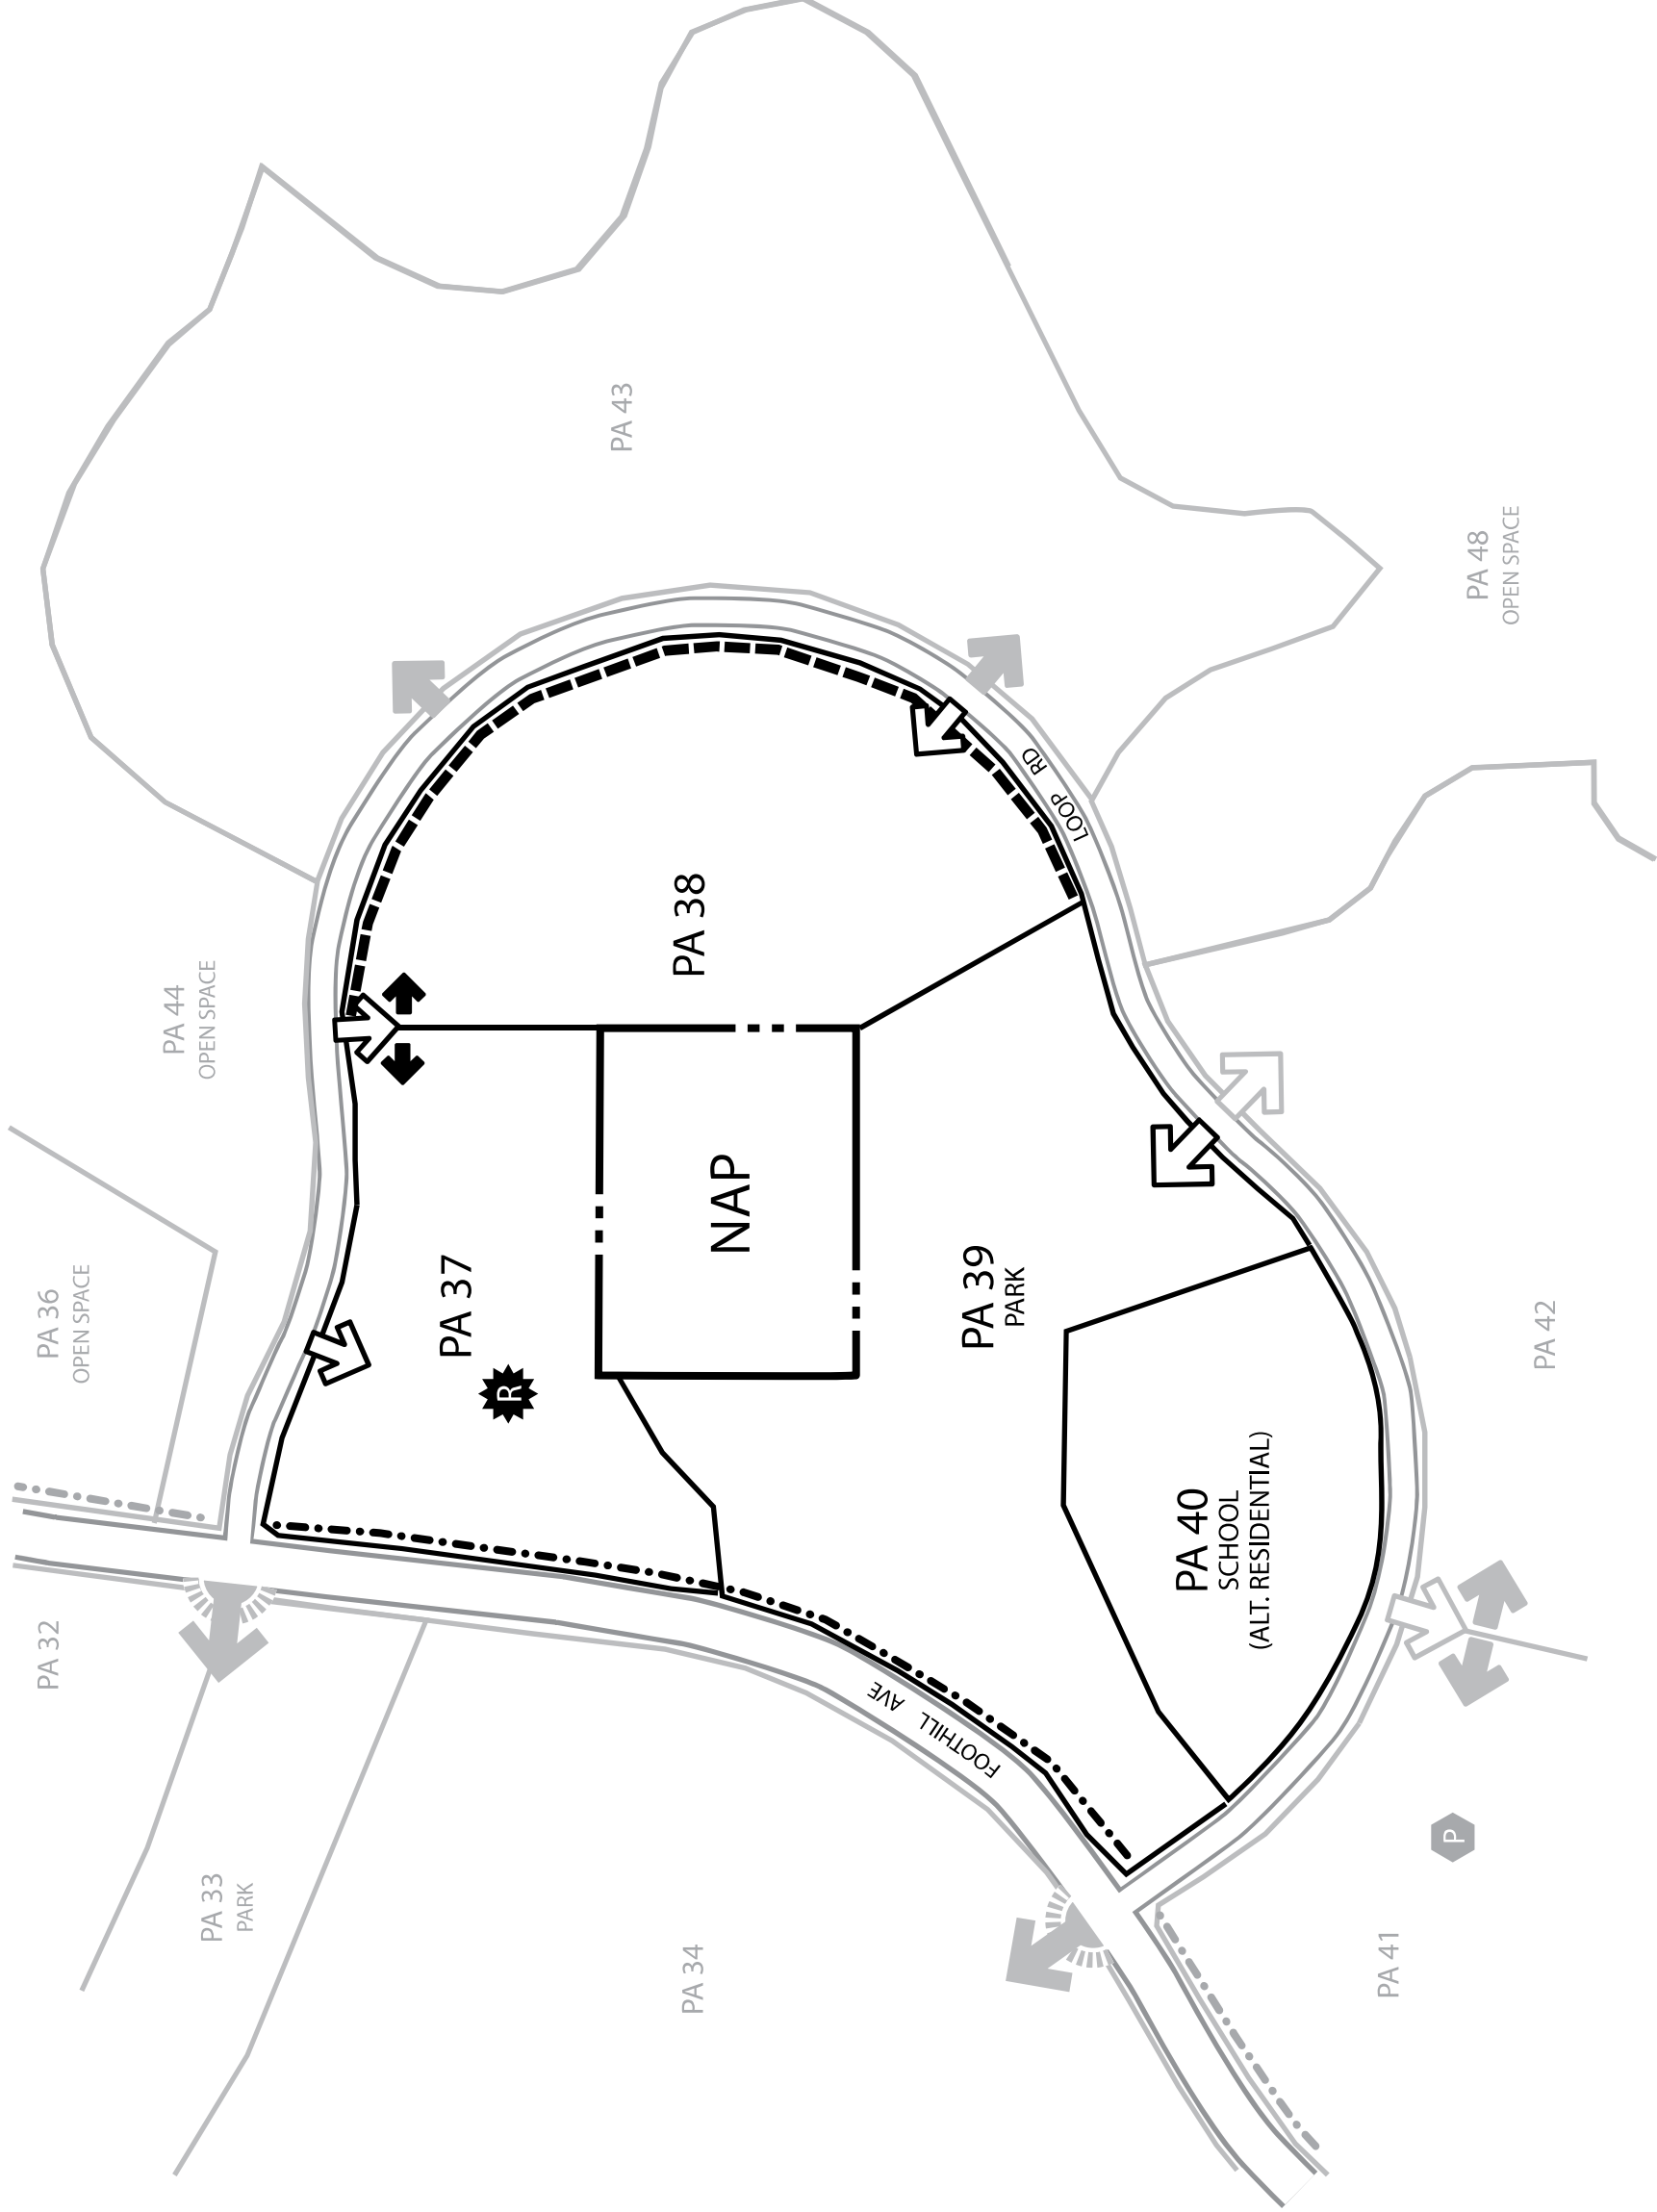 PA 32
PA 36
OPEN SPACE
PA 44
OPEN SPACE
PA 33
PARK
PA 37
R
PA 43
PA 38
NAP
PA 34
FOOTHILL AVE
PA 39
PARK
LOOP RD
PA 40
SCHOOL
(ALT. RESIDENTIAL)
PA 41
P
PA 48
OPEN SPACE
PA 42